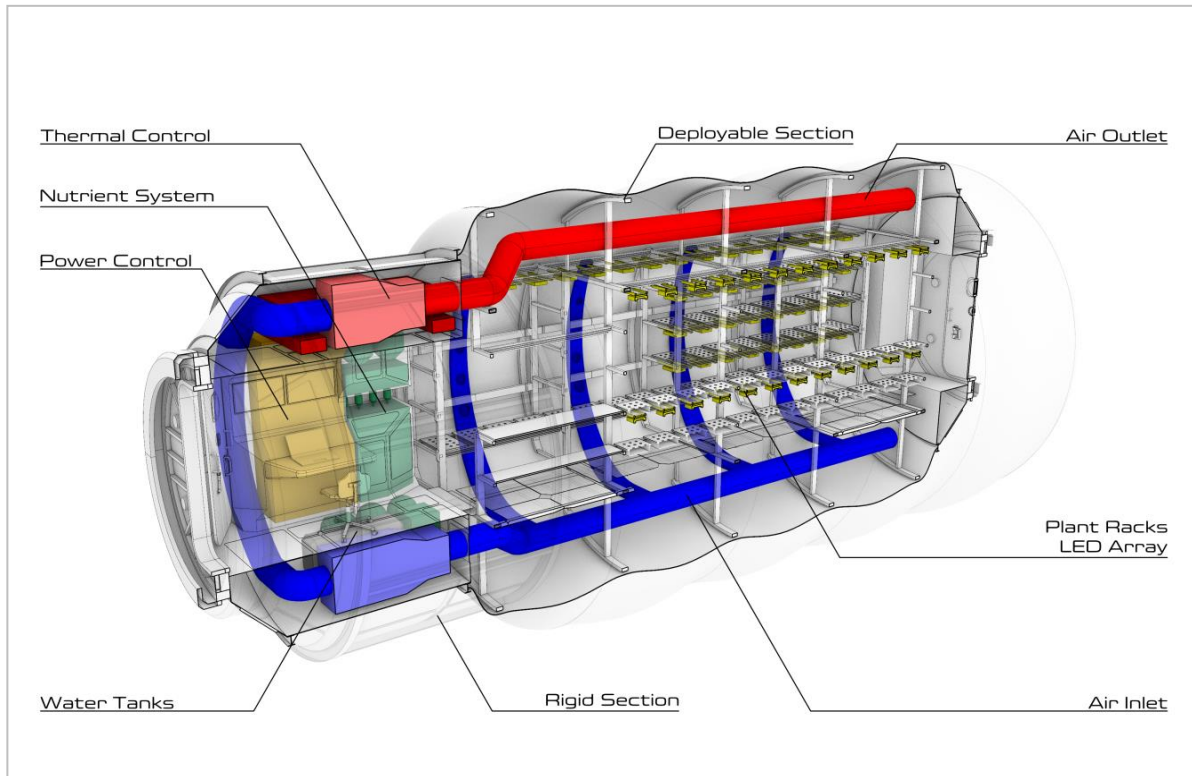 Thermal Control
Nutrient System
Power Control
Deployable Section
Air Outlet
Plant Racks
LED Array
Water Tanks
Rigid Section
Air Inlet